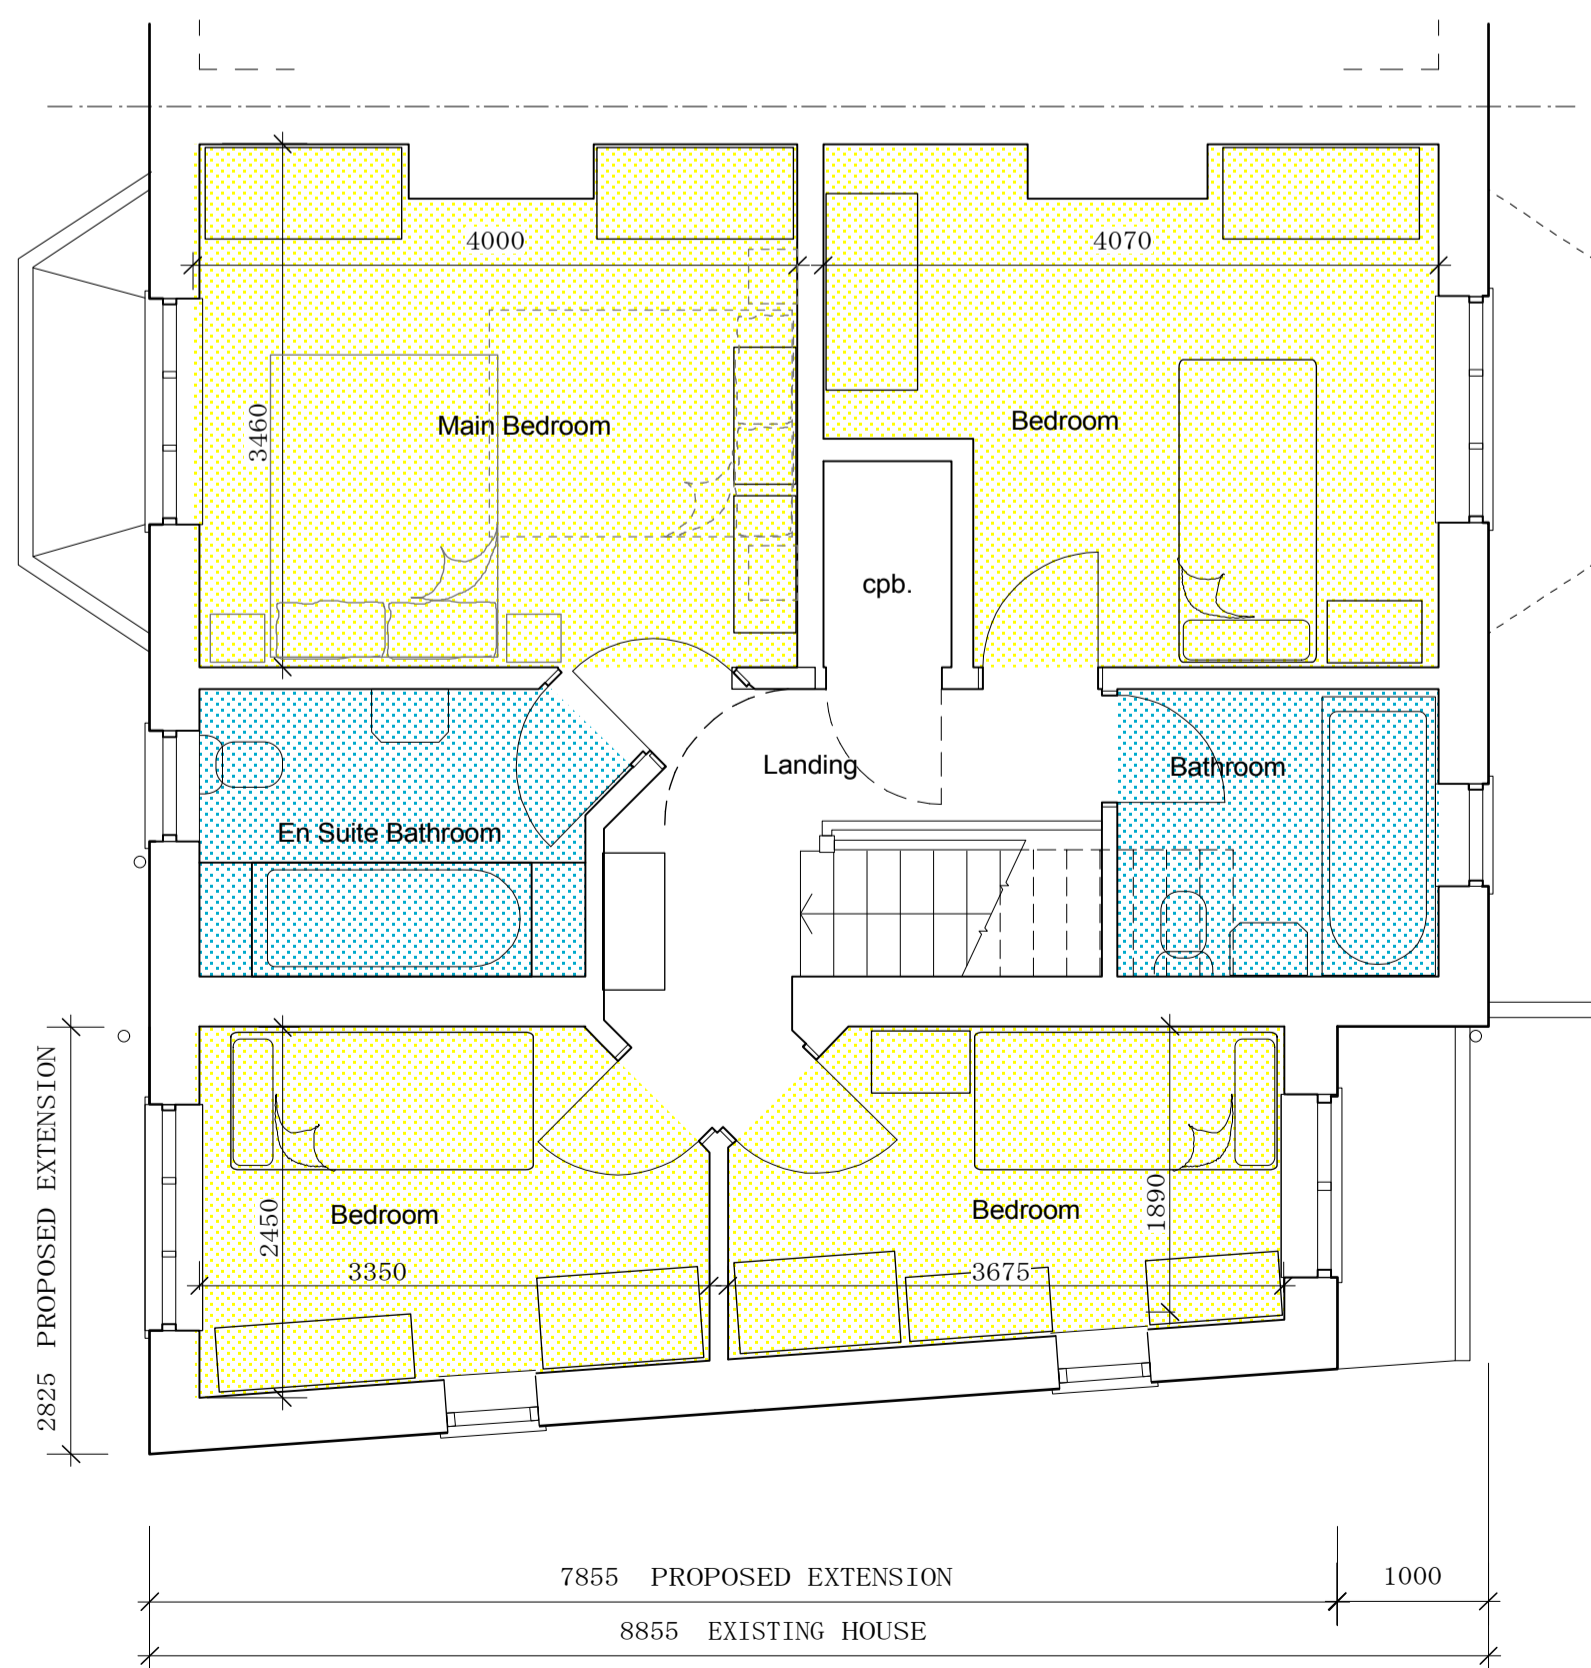 4000
4070
3460
Main Bedroom
Bedroom
cpb.
Landing
Bathroom
En Suite Bathroom
2825 PROPOSED EXTENSION
2450
Bedroom
3350
Bedroom
1890
3675
7855 PROPOSED EXTENSION
1000
8855 EXISTING HOUSE